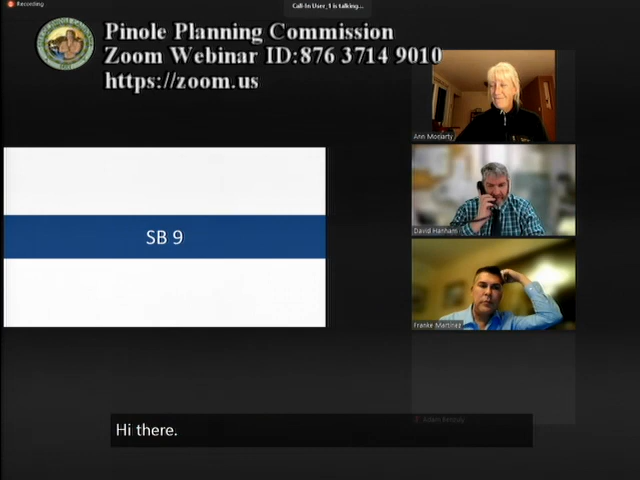 Recording
Call-In User_1 is talking...
Pinole Planning Commission
Zoom Webinar ID:876 3714 9010
https://zoom.us
Ann Moriarty
SB 9
David Hanham
Franke Martinez
Hi there.